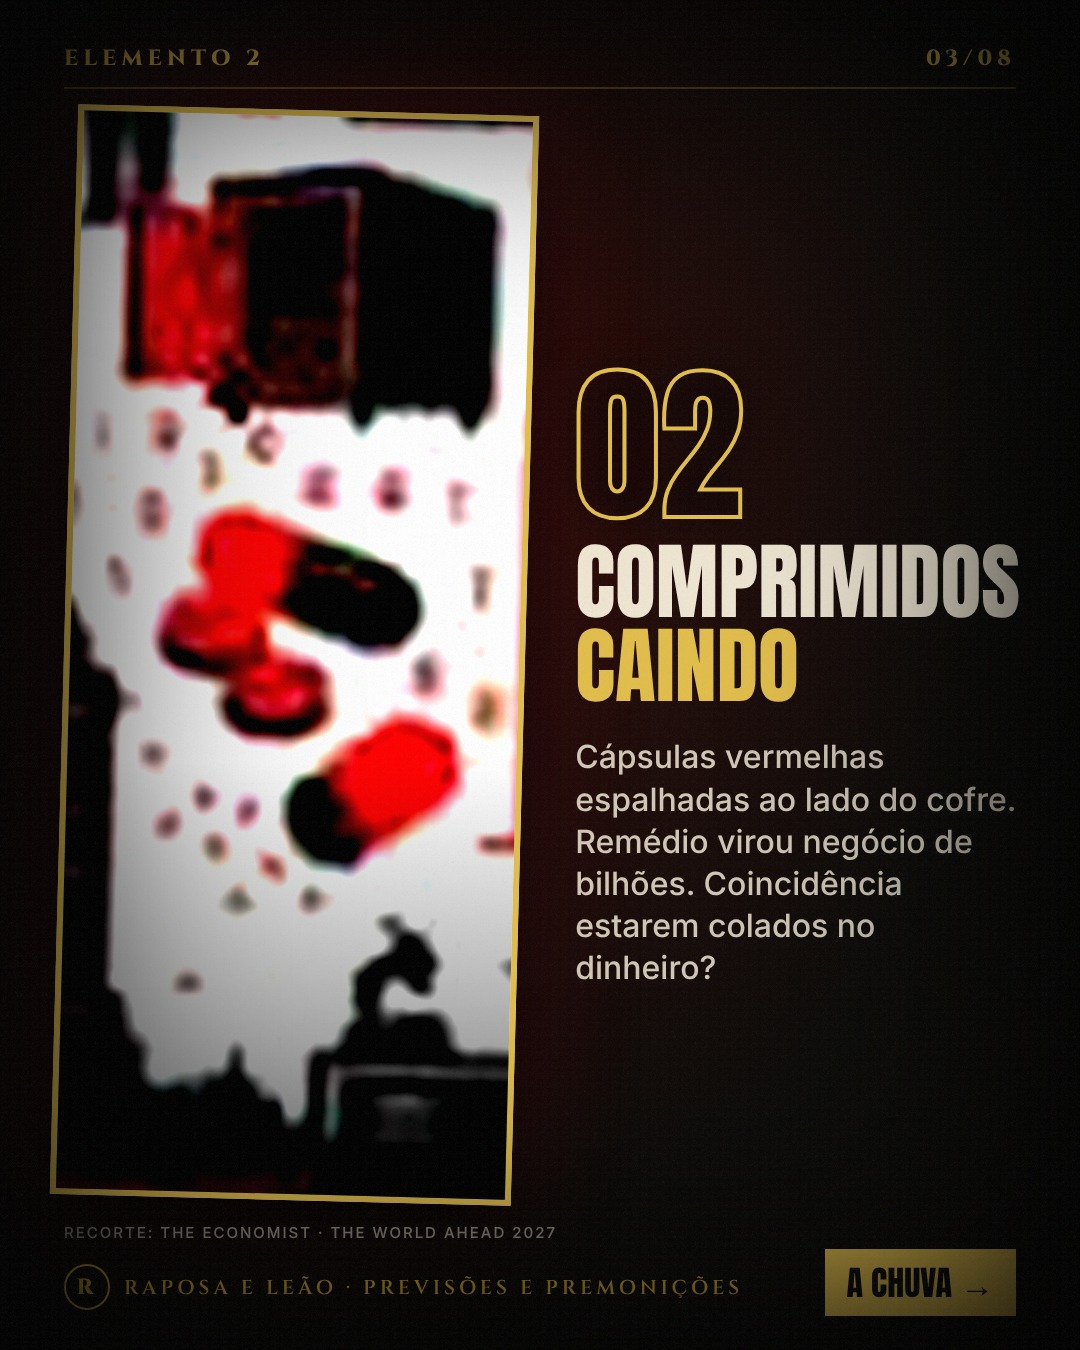 ELEMENTO 2
03/08
02
COMPRIMIDOS
CAINDO
Cápsulas vermelhas
espalhadas ao lado do cofre.
Remédio virou negócio de
bilhões. Coincidência
estarem colados no
dinheiro?
RECORTE: THE ECONOMIST · THE WORLD AHEAD 2027
R RAPOSA E LEÃO · PREVISÕES E PREMONIÇÕES
A CHUVA →